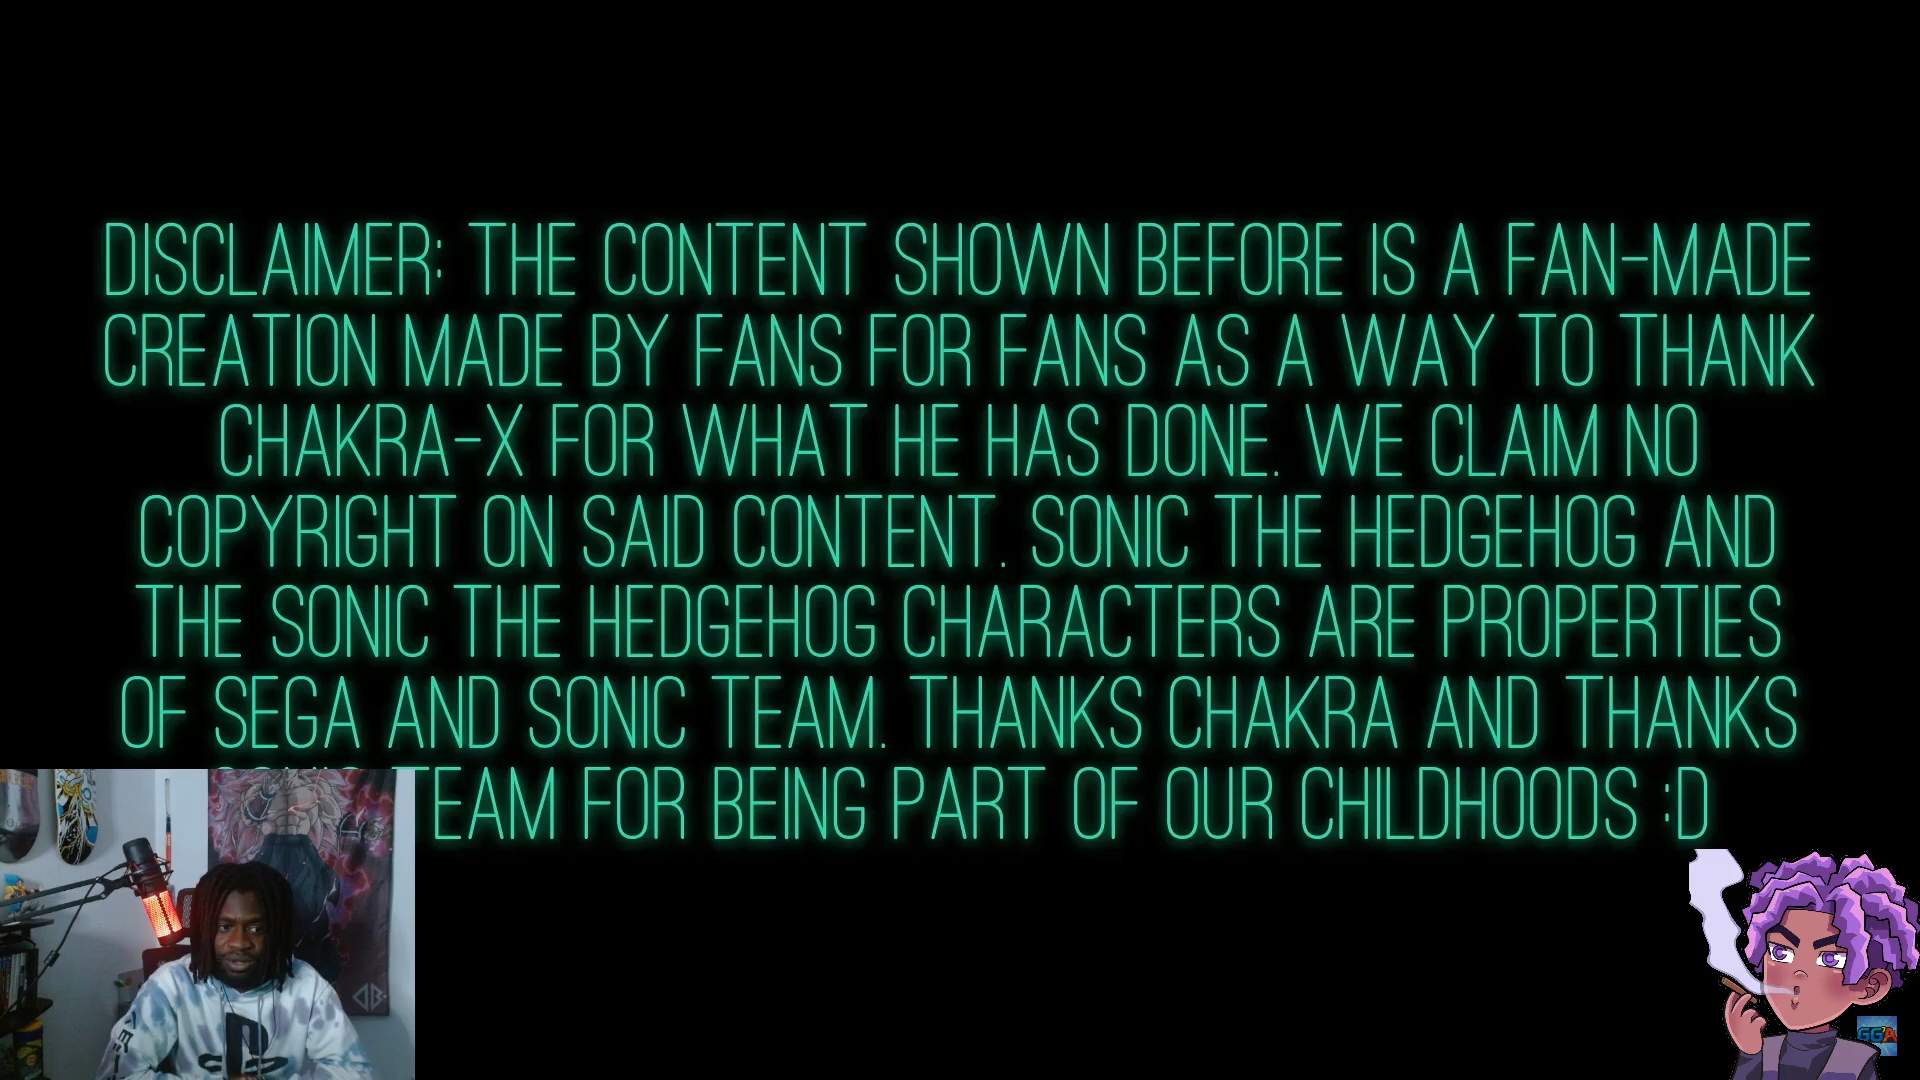 DISCLAIMER: THE CONTENT SHOWN BEFORE IS A FAN-MADE
CREATION MADE BY FANS FOR FANS AS A WAY TO THANK
CHAKRA-X FOR WHAT HE HAS DONE. WE CLAIM NO
COPYRIGHT ON SAID CONTENT. SONIC THE HEDGEHOG AND
THE SONIC THE HEDGEHOG CHARACTERS ARE PROPERTIES
OF SEGA AND SONIC TEAM. THANKS CHAKRA AND THANKS
TEAM FOR BEING PART OF OUR CHILDHOODS :D
GGA